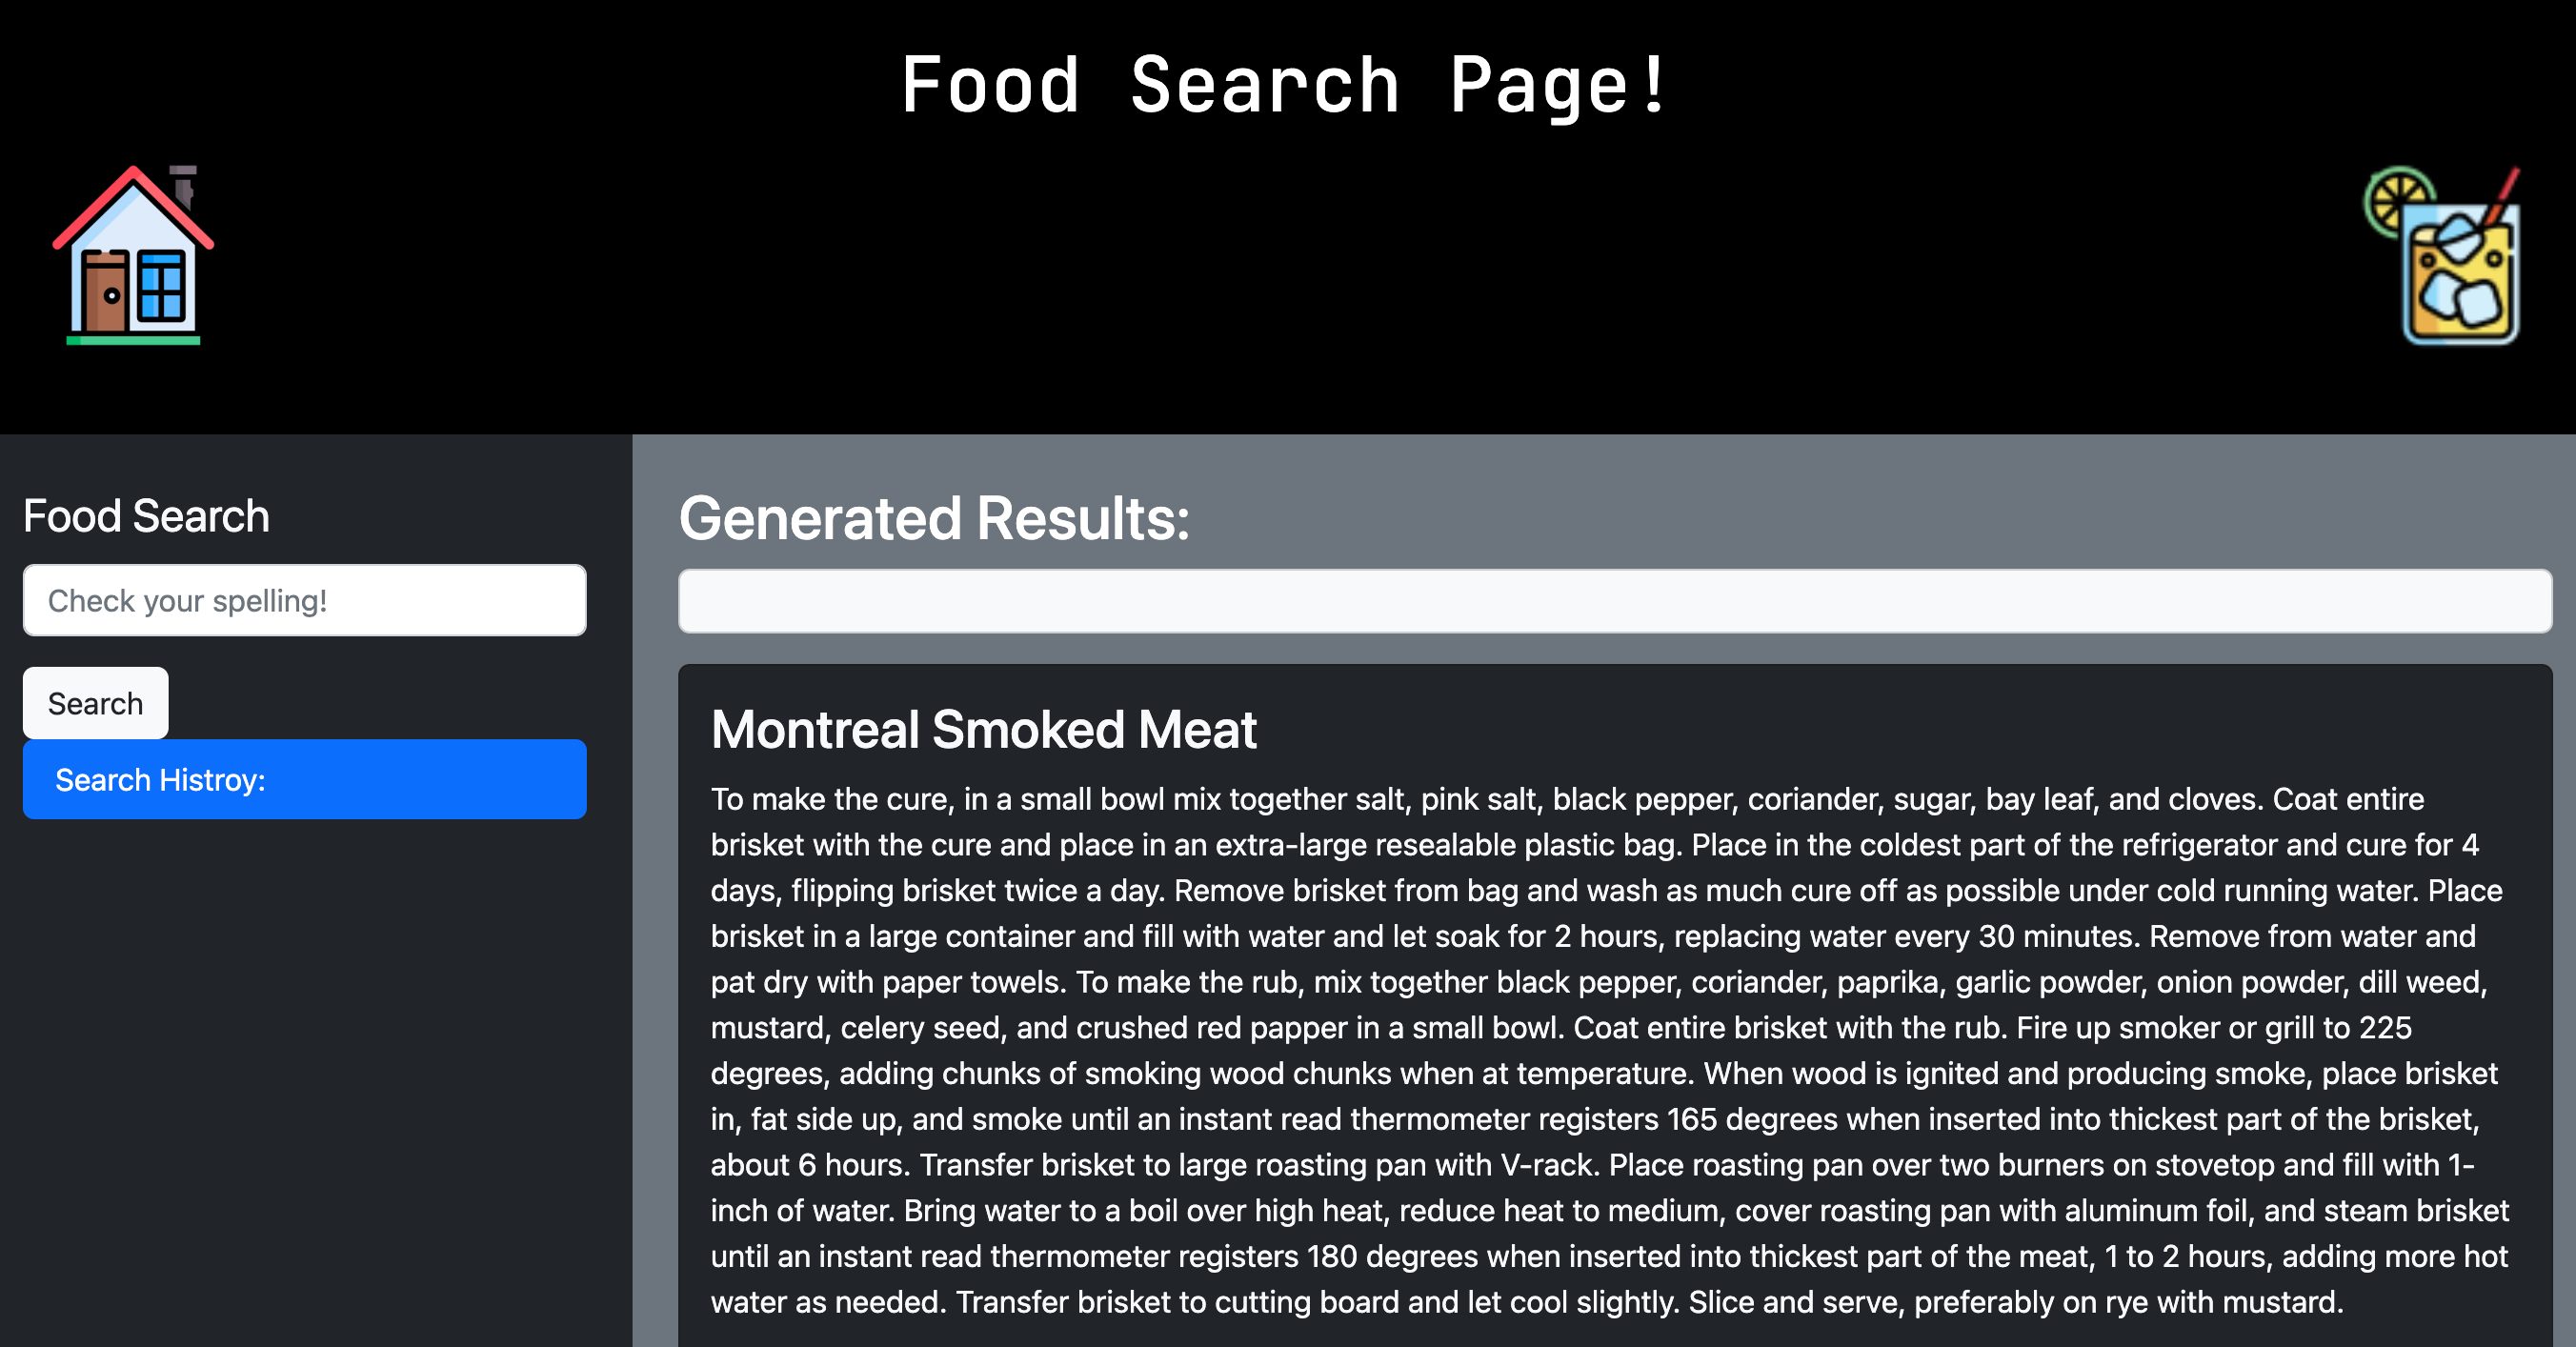 Food Search Page!
Food Search
Check your spelling!
Search
Search Histroy:
Generated Results:
Montreal Smoked Meat
To make the cure, in a small bowl mix together salt, pink salt, black pepper, coriander, sugar, bay leaf, and cloves. Coat entire
brisket with the cure and place in an extra-large resealable plastic bag. Place in the coldest part of the refrigerator and cure for 4
days, flipping brisket twice a day. Remove brisket from bag and wash as much cure off as possible under cold running water. Place
brisket in a large container and fill with water and let soak for 2 hours, replacing water every 30 minutes. Remove from water and
pat dry with paper towels. To make the rub, mix together black pepper, coriander, paprika, garlic powder, onion powder, dill weed,
mustard, celery seed, and crushed red papper in a small bowl. Coat entire brisket with the rub. Fire up smoker or grill to 225
degrees, adding chunks of smoking wood chunks when at temperature. When wood is ignited and producing smoke, place brisket
in, fat side up, and smoke until an instant read thermometer registers 165 degrees when inserted into thickest part of the brisket,
about 6 hours. Transfer brisket to large roasting pan with V-rack. Place roasting pan over two burners on stovetop and fill with 1-
inch of water. Bring water to a boil over high heat, reduce heat to medium, cover roasting pan with aluminum foil, and steam brisket
until an instant read thermometer registers 180 degrees when inserted into thickest part of the meat, 1 to 2 hours, adding more hot
water as needed. Transfer brisket to cutting board and let cool slightly. Slice and serve, preferably on rye with mustard.